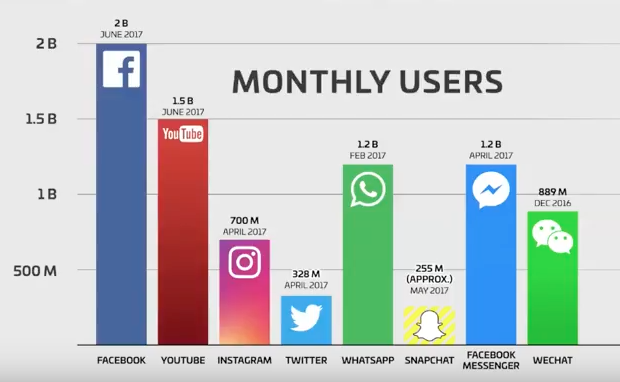 MONTHLY USERS
2 B
1.5 B
1 B
500 M
2 B
JUNE 2017
1.5 B
JUNE 2017
YouTube
700 M
APRIL 2017
328 M
APRIL 2017
1.2 B
FEB 2017
255 M
(APPROX.)
MAY 2017
1.2 B
APRIL 2017
889 M
DEC 2016
FACEBOOK
YOUTUBE
INSTAGRAM
TWITTER
WHATSAPP
SNAPCHAT
FACEBOOK
MESSENGER
WECHAT